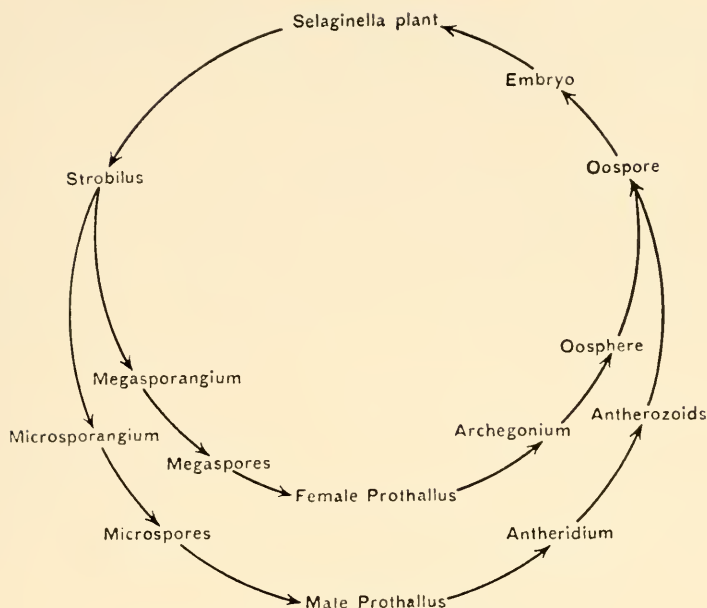 Selaginella plant
Embryo
Oospore
Strobilus
Oosphere
Megasporangium
Antherozoids
Microsporangium
Archegonium
Megaspores
Female Prothallus
Microspores
Antheridium
Male Prothallus